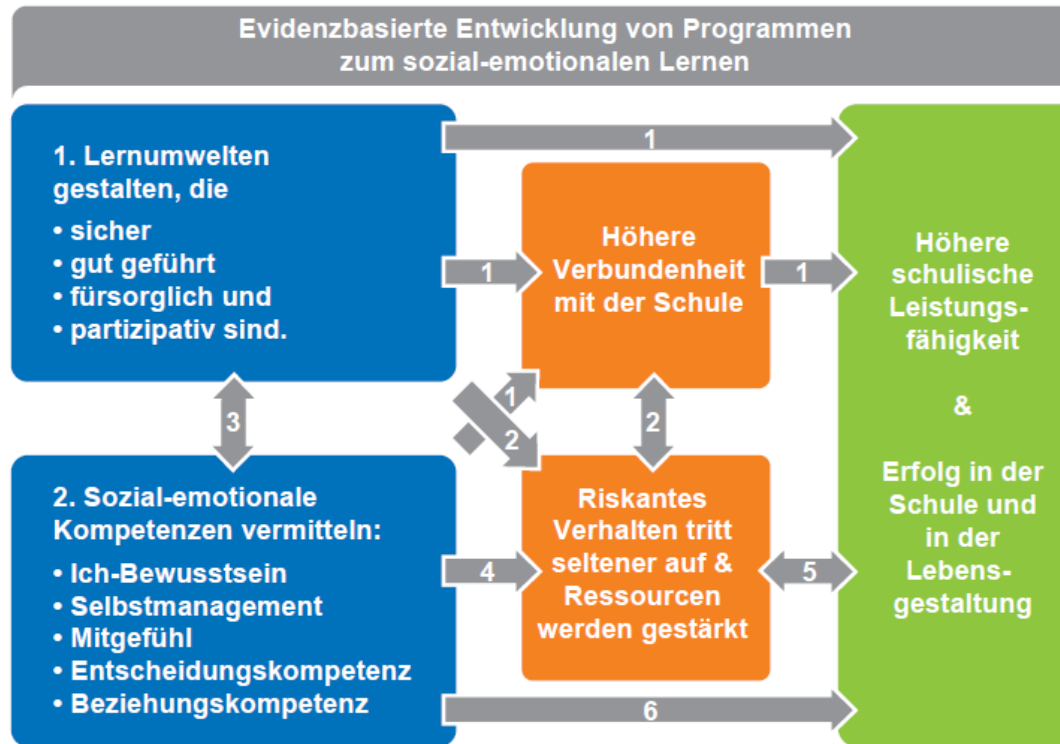 Evidenzbasierte Entwicklung von Programmen
zum sozial-emotionalen Lernen
1. Lernumwelten
gestalten, die
• sicher
• gut geführt
• fürsorglich und
• partizipativ sind.
1
1
Höhere
Verbundenheit
mit der Schule
1
Höhere
schulische
Leistungs-
fähigkeit
&
Erfolg in der
Schule und
in der
Lebens-
gestaltung
3
1
2
2
2. Sozial-emotionale
Kompetenzen vermitteln:
• Ich-Bewusstsein
• Selbstmanagement
• Mitgefühl
• Entscheidungskompetenz
• Beziehungskompetenz
4
Riskantes
Verhalten tritt
seltener auf &
Ressourcen
werden gestärkt
5
6